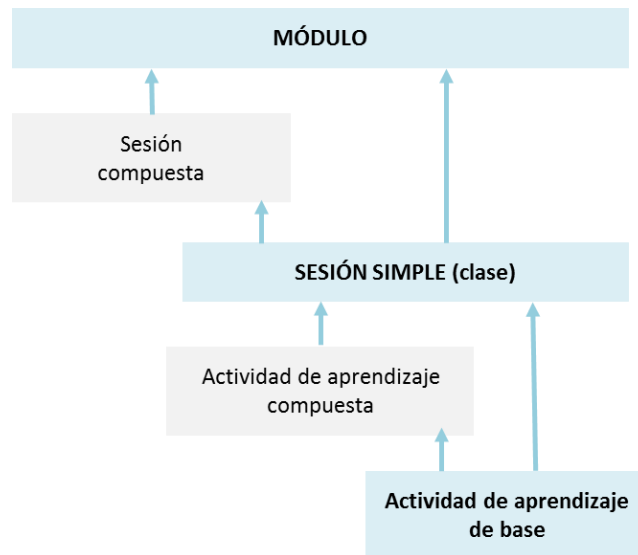 MÓDULO
Sesión
compuesta
SESIÓN SIMPLE (clase)
Actividad de aprendizaje
compuesta
Actividad de aprendizaje
de base